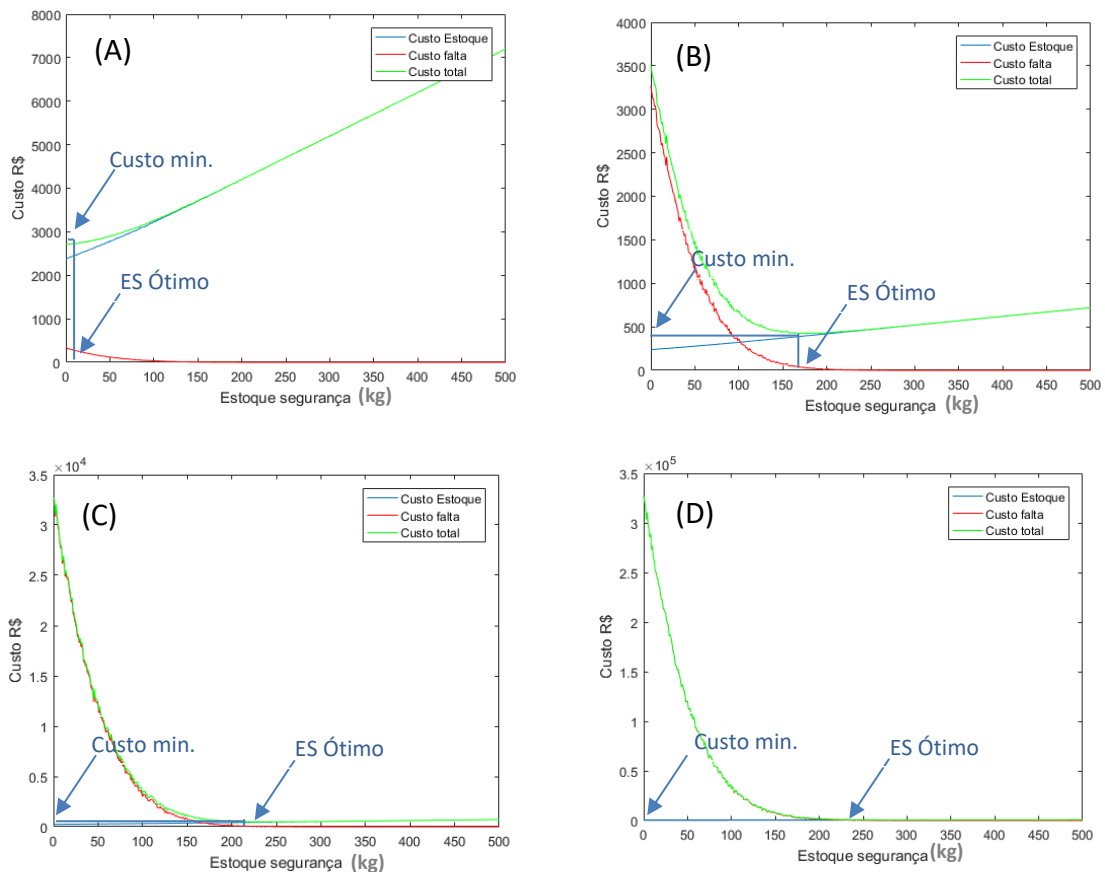 (A)
8000
7000
6000
5000
4000
3000
2000
1000
0
Custo R$
Custo Estoque
Custo falta
Custo total
Custo min.
ES Ótimo
0 50 100 150 200 250 300 350 400 450 500
Estoque segurança (kg)
(B)
4000
3500
3000
2500
2000
1500
1000
500
0
Custo R$
Custo Estoque
Custo falta
Custo total
Custo min.
ES Ótimo
0 50 100 150 200 250 300 350 400 450 500
Estoque segurança (kg)
(C)
× 10^4
3.5
3
2.5
2
1.5
1
0.5
0
Custo R$
Custo Estoque
Custo falta
Custo total
Custo min.
ES Ótimo
0 50 100 150 200 250 300 350 400 450 500
Estoque segurança (kg)
(D)
× 10^5
3.5
3
2.5
2
1.5
1
0.5
0
Custo R$
Custo Estoque
Custo falta
Custo total
Custo min.
ES Ótimo
0 50 100 150 200 250 300 350 400 450 500
Estoque segurança (kg)